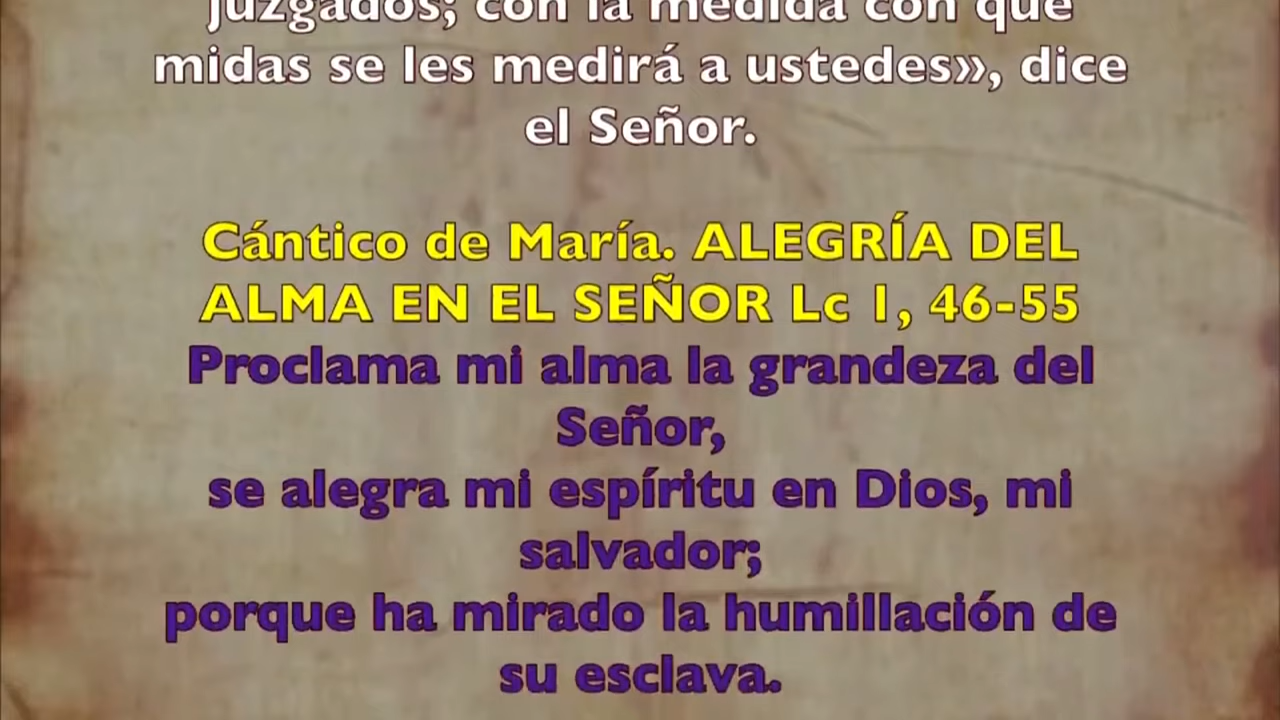 juzgados; con la medida con que
midas se les medirá a ustedes», dice
el Señor.
Cántico de María. ALEGRÍA DEL
ALMA EN EL SEÑOR Lc 1, 46-55
Proclama mi alma la grandeza del
Señor,
se alegra mi espíritu en Dios, mi
salvador;
porque ha mirado la humillación de
su esclava.